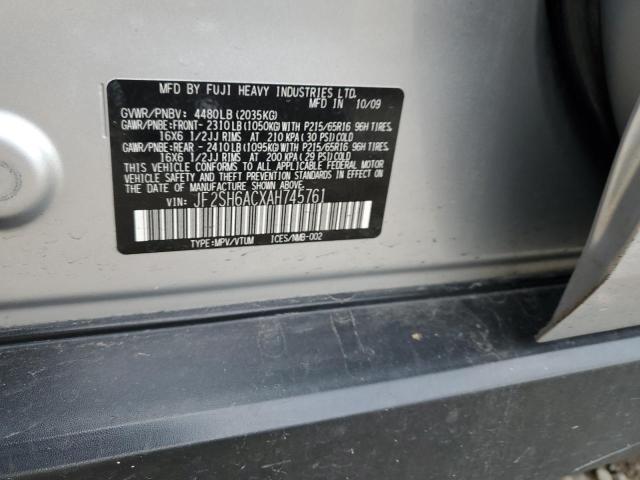 MFD BY FUJI HEAVY INDUSTRIES LTD.
MFD IN 10/09
GVWR/PNBV: 4480LB(2035KG)
GAWR/PNBE:FRONT-2310LB(1050KG)WITH P215/65R16 96H TIRES,
16X6 1/2JJ RIMS AT 210 KPA(30 PSI)COLD
GAWR/PNBE:REAR - 2410LB(1095KG)WITH P215/65R16 96H TIRES,
16X6 1/2JJ RIMS AT 200 KPA(29 PSI)COLD
THIS VEHICLE CONFORMS TO ALL APPLICABLE FEDERAL MOTOR
VEHICLE SAFETY AND THEFT PREVENTION STANDARDS IN EFFECT
ON THE DATE OF MANUFACTURE SHOWN ABOVE.
VIN: JF2SH6ACXAH745761
TYPE:MPV/VTUM ICES/NMB-002